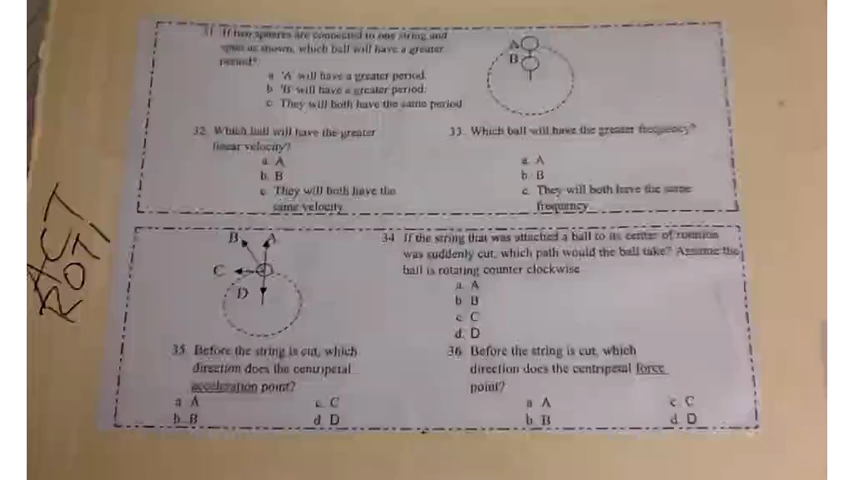 31 If two spheres are connected to one string and
spun as shown, which ball will have a greater
period?
a 'A' will have a greater period.
b 'B' will have a greater period.
c. They will both have the same period
A
B
32. Which ball will have the greater
linear velocity?
a. A
b. B
c. They will both have the
same velocity
33. Which ball will have the greater frequency?
a. A
b. B
c. They will both have the same
frequency
ACT
ROTI
B A
C
D
34 If the string that was attached a ball to its center of rotation
was suddenly cut, which path would the ball take? Assume the
ball is rotating counter clockwise
a. A
b B
c. C
d. D
35. Before the string is cut, which
direction does the centripetal
acceleration point?
a A
b. B
c. C
d. D
36. Before the string is cut, which
direction does the centripetal force
point?
a. A
b. B
c. C
d. D